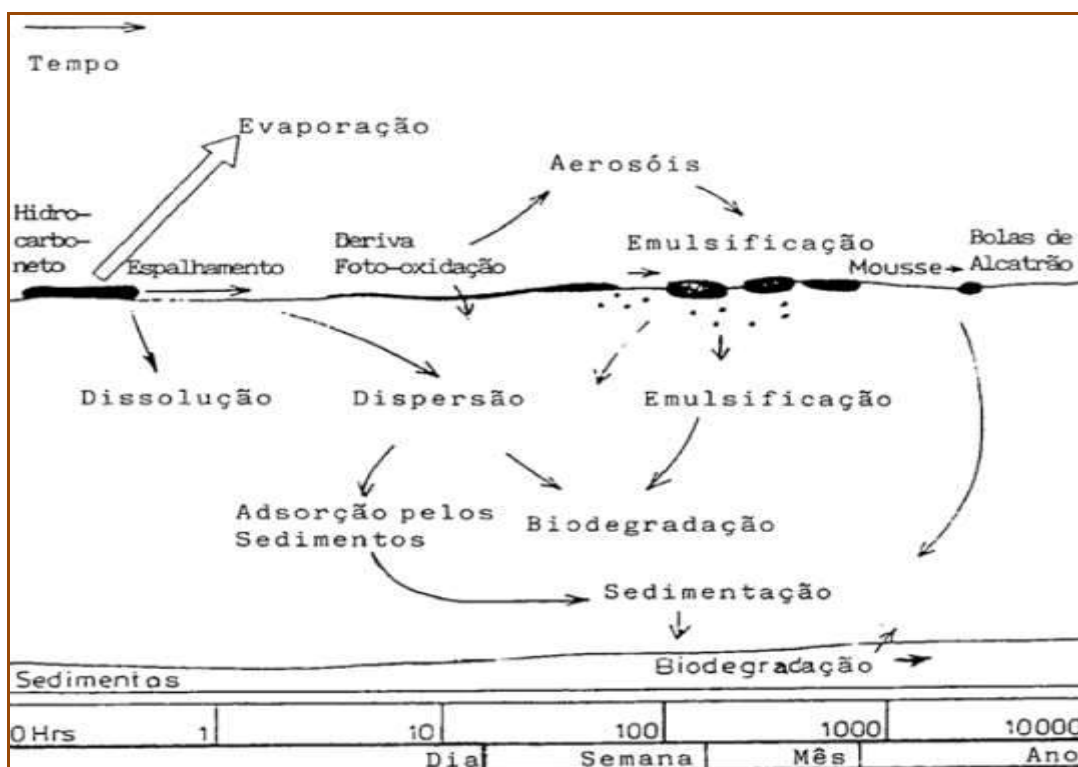 Tempo
Evaporação
Aerosóis
Hidro-
carbo-
neto
Espalhamento
Deriva
Foto-oxidação
Emulsificação
Mousse
Bolas de
Alcatrão
Dissolução
Dispersão
Emulsificação
Adsorção pelos
Sedimentos
Biodegradação
Sedimentação
Biodegradação
Sedimentos
0 Hrs 1 10 100 1000 10000
Dia Semana Mês Ano